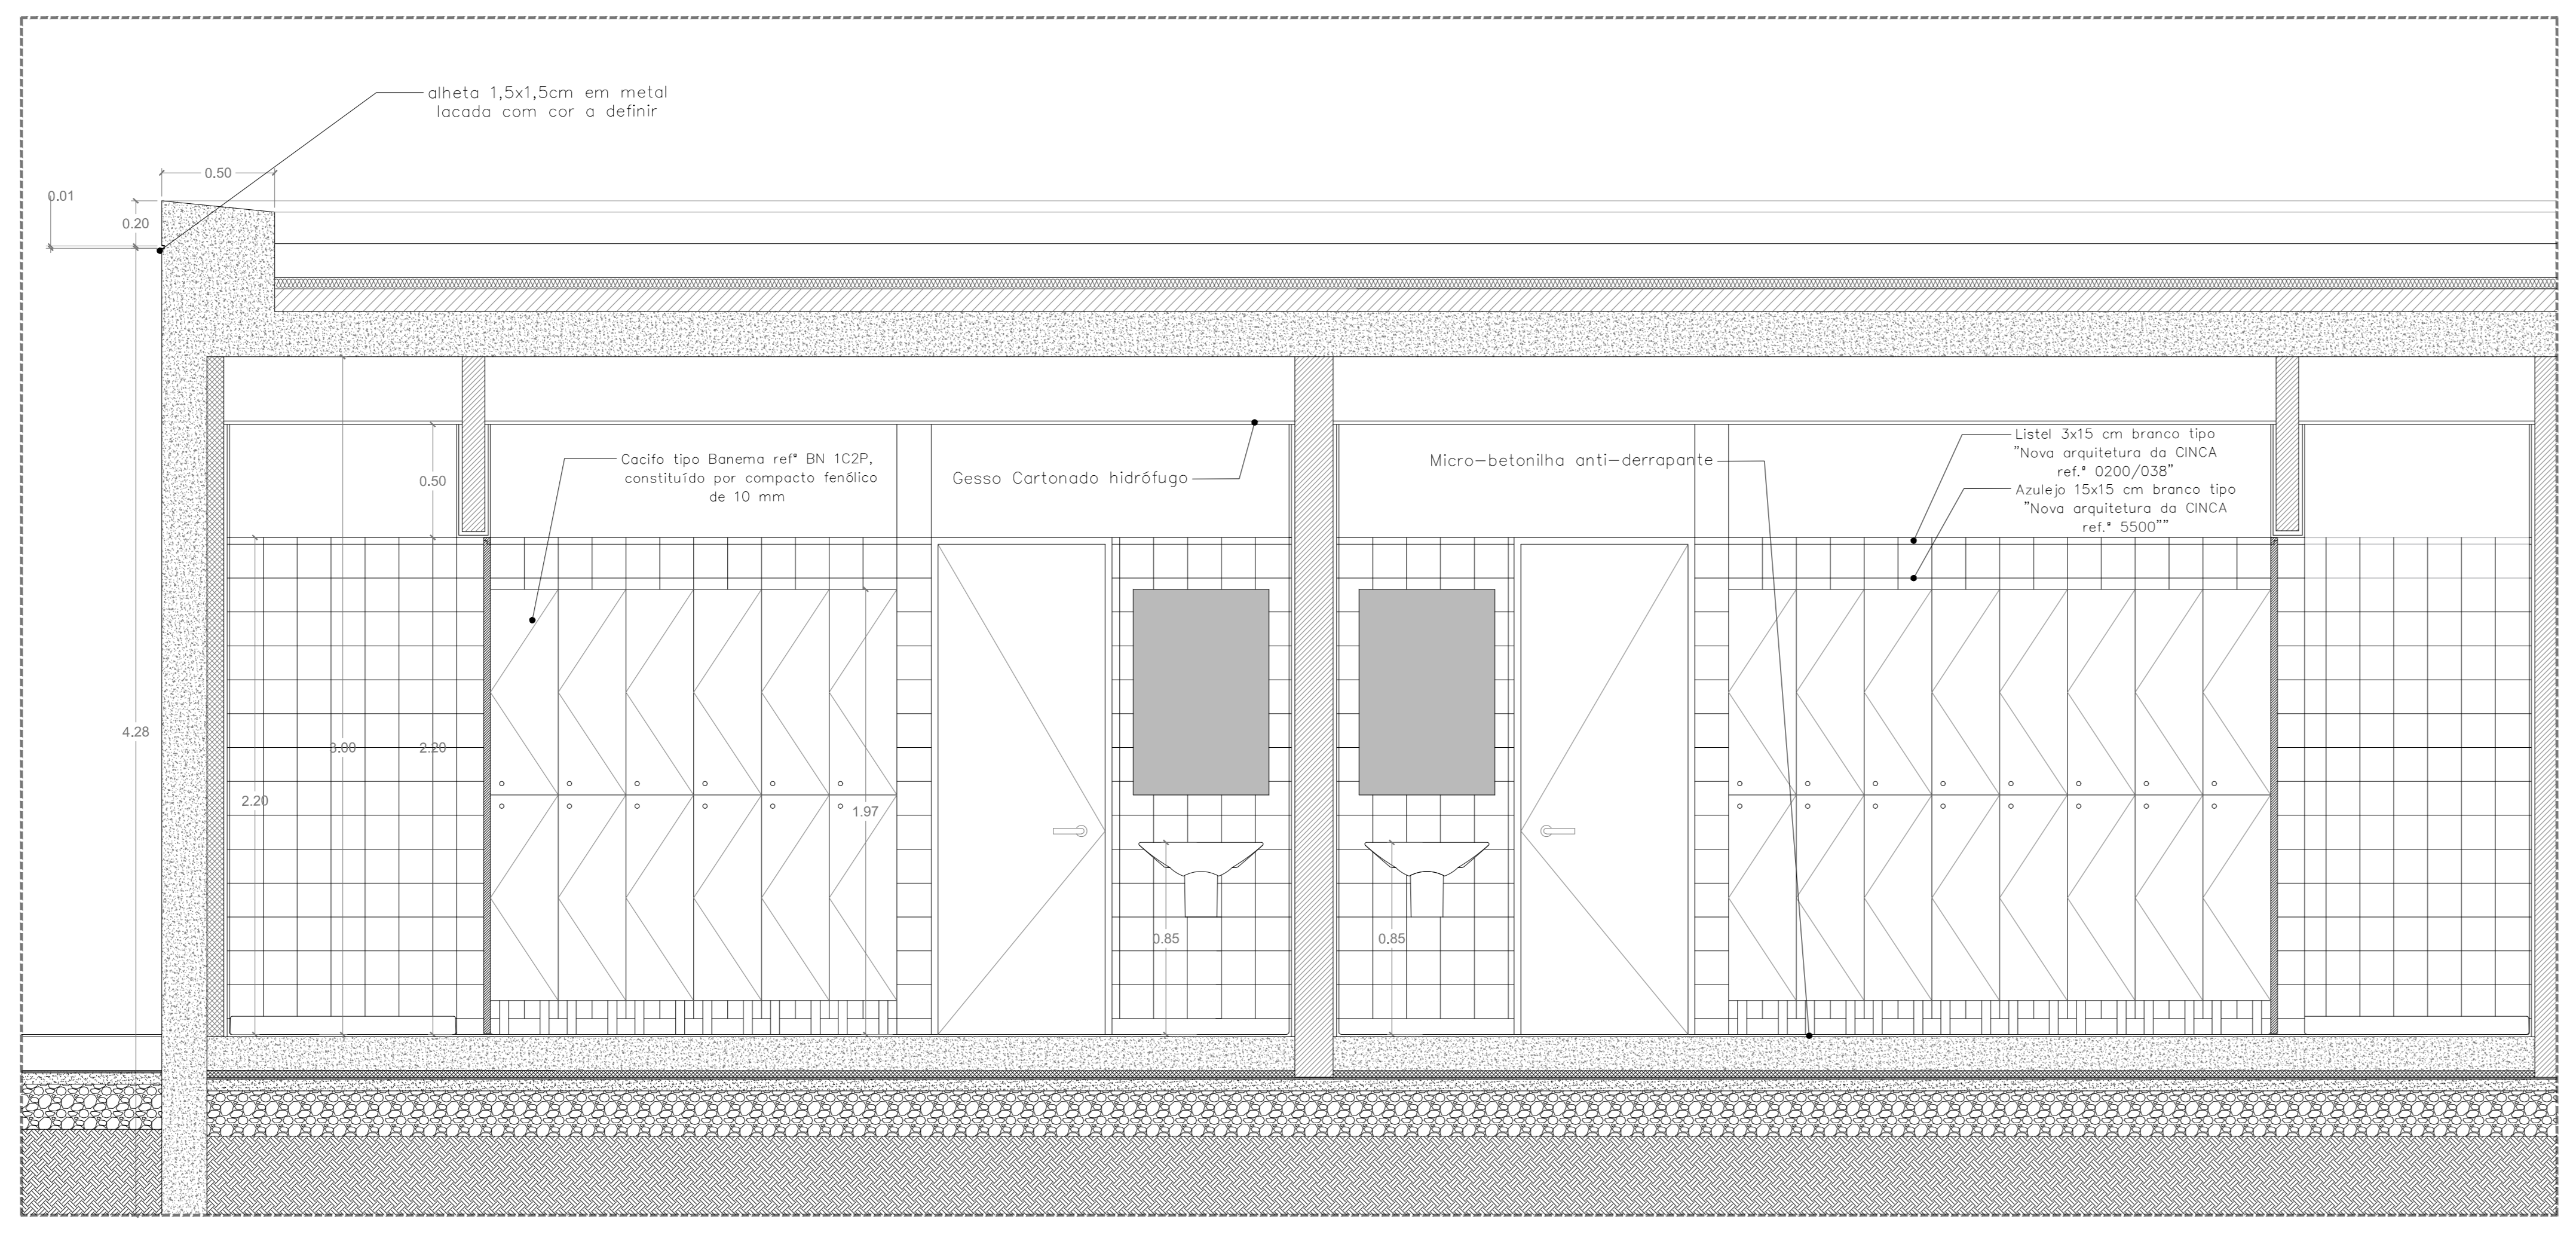 alheta 1,5x1,5cm em metal
lacada com cor a definir
0.50
0.01
0.20
4.28
Cacifo tipo Banema refª BN 1C2P,
constituído por compacto fenólico
de 10 mm
Gesso Cartonado hidrófugo
Micro-betonilha anti-derrapante
Listel 3x15 cm branco tipo
"Nova arquitetura da CINCA
ref.ª 0200/038"
Azulejo 15x15 cm branco tipo
"Nova arquitetura da CINCA
ref.ª 5500""
0.50
3.00
2.20
2.20
1.97
0.85
0.85